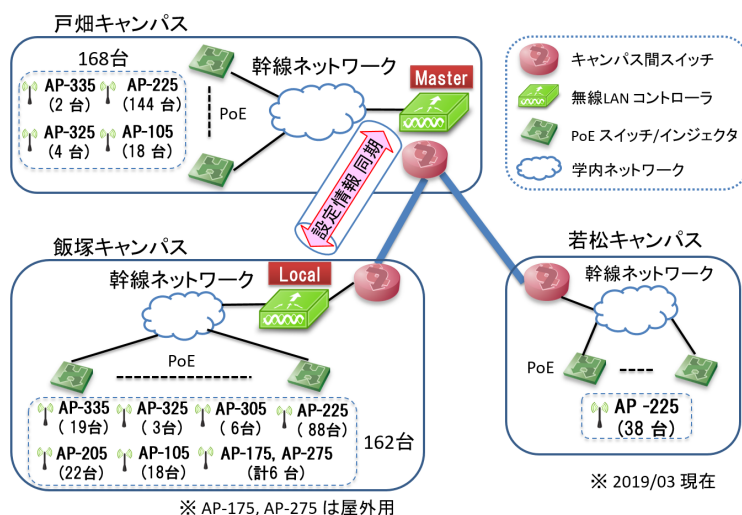 戸畑キャンパス
168台
AP-335
(2 台)
AP-225
(144 台)
AP-325
(4 台)
AP-105
(18 台)
PoE
幹線ネットワーク
Master
設定情報 同期
キャンパス間スイッチ
無線LAN コントローラ
PoE スイッチ/インジェクタ
学内ネットワーク
飯塚キャンパス
幹線ネットワーク
Local
PoE
AP-335
( 19台)
AP-325
( 3台)
AP-305
( 6台)
AP-225
( 88台)
AP-205
(22台)
AP-105
(18台)
AP-175, AP-275
(計6 台)
162台
※ AP-175, AP-275 は屋外用
若松キャンパス
幹線ネットワーク
PoE
AP -225
(38 台)
※ 2019/03 現在